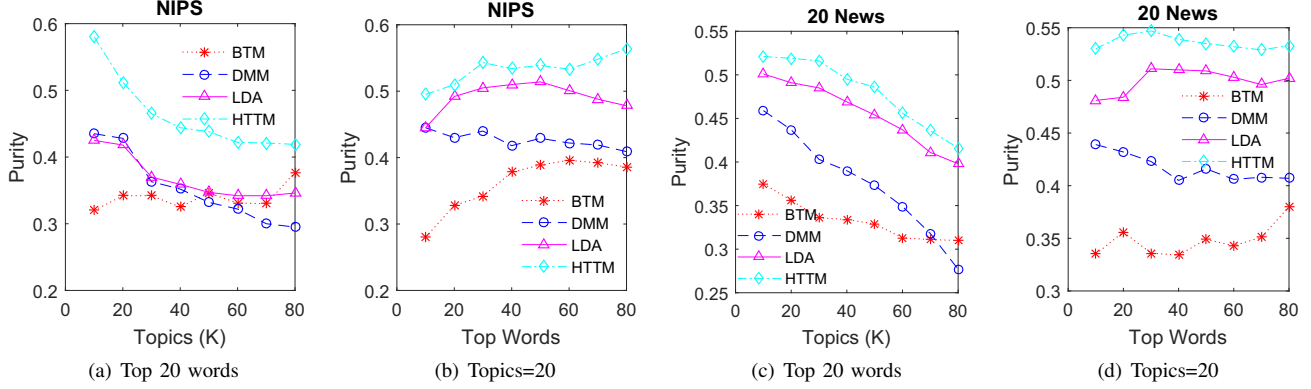 NIPS
0.6
0.5
0.4
0.3
0.2
Purity
BTM
DMM
LDA
HTTM
0 20 40 60 80
Topics (K)
(a) Top 20 words
NIPS
0.6
0.5
0.4
0.3
0.2
Purity
BTM
DMM
LDA
HTTM
0 20 40 60 80
Top Words
(b) Topics=20
20 News
0.55
0.5
0.45
0.4
0.35
0.3
0.25
Purity
BTM
DMM
LDA
HTTM
0 20 40 60 80
Topics (K)
(c) Top 20 words
20 News
0.55
0.5
0.45
0.4
0.35
0.3
Purity
BTM
DMM
LDA
HTTM
0 20 40 60 80
Top Words
(d) Topics=20